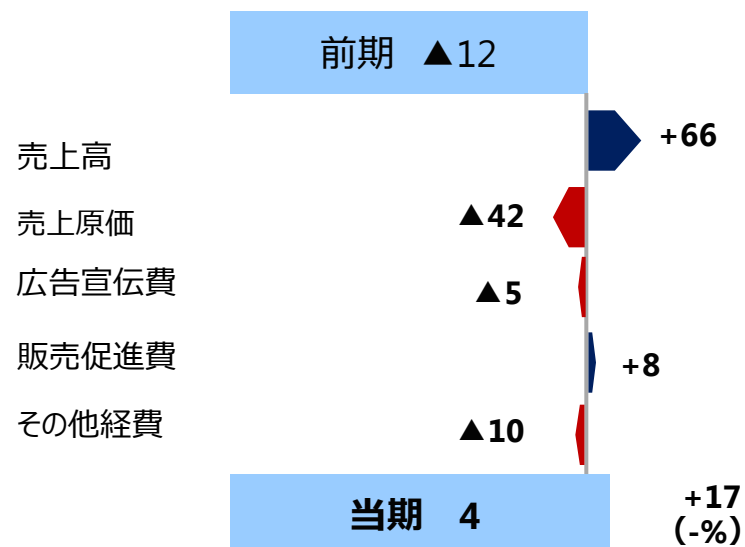 前期 ▲12
売上高 +66
売上原価 ▲42
広告宣伝費 ▲5
販売促進費 +8
その他経費 ▲10
当期 4 +17
(-%)